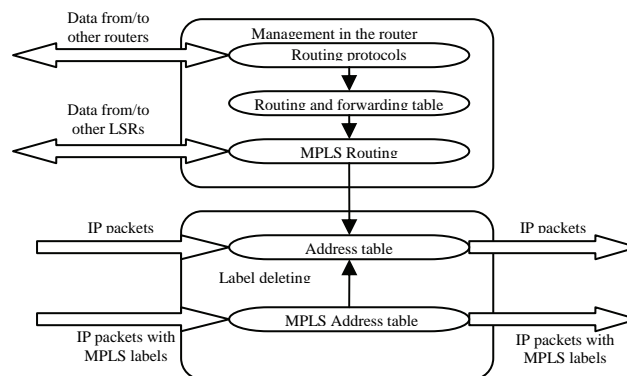 Data from/to
other routers
Management in the router
Routing protocols
Routing and forwarding table
Data from/to
other LSRs
MPLS Routing
IP packets
Address table
IP packets
Label deleting
MPLS Address table
IP packets with
MPLS labels
IP packets with
MPLS labels